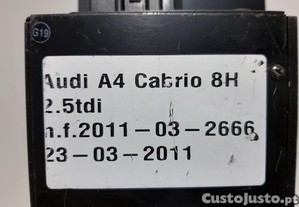 G19
Audi A4 Cabrio 8H
2.5tdi
n.f.2011-03-2666
23-03-2011
CustoJusto.pt